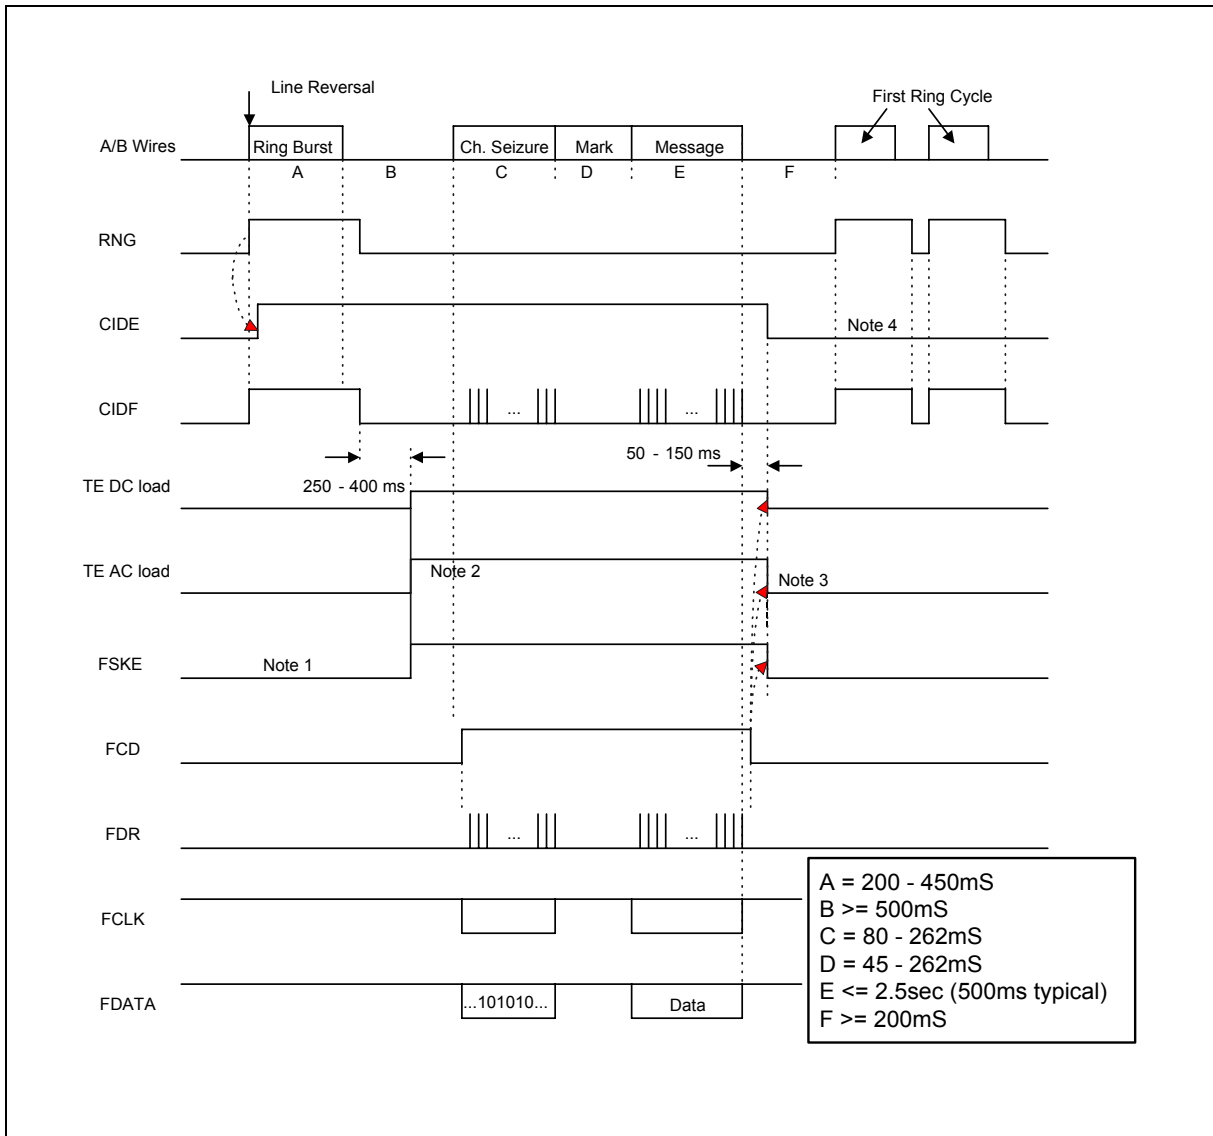 Line Reversal
First Ring Cycle
A/B Wires
Ring Burst
Ch. Seizure
Mark
Message
A
B
C
D
E
F
RNG
CIDE
Note 4
CIDF
...
...
50 - 150 ms
250 - 400 ms
TE DC load
TE AC load
Note 2
Note 3
FSKE
Note 1
FCD
FDR
...
...
FCLK
FDATA
...101010...
Data
A = 200 - 450mS
B >= 500mS
C = 80 - 262mS
D = 45 - 262mS
E <= 2.5sec (500ms typical)
F >= 200mS